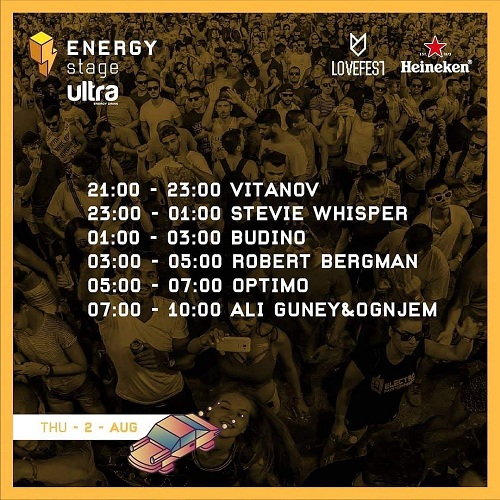 ENERGY
stage
ultra
ENERGY DRINK
LOVEFEST
Heineken®
21:00 - 23:00 VITANOV
23:00 - 01:00 STEVIE WHISPER
01:00 - 03:00 BUDINO
03:00 - 05:00 ROBERT BERGMAN
05:00 - 07:00 OPTIMO
07:00 - 10:00 ALI GUNEY&OGNJEM
THU - 2 - AUG